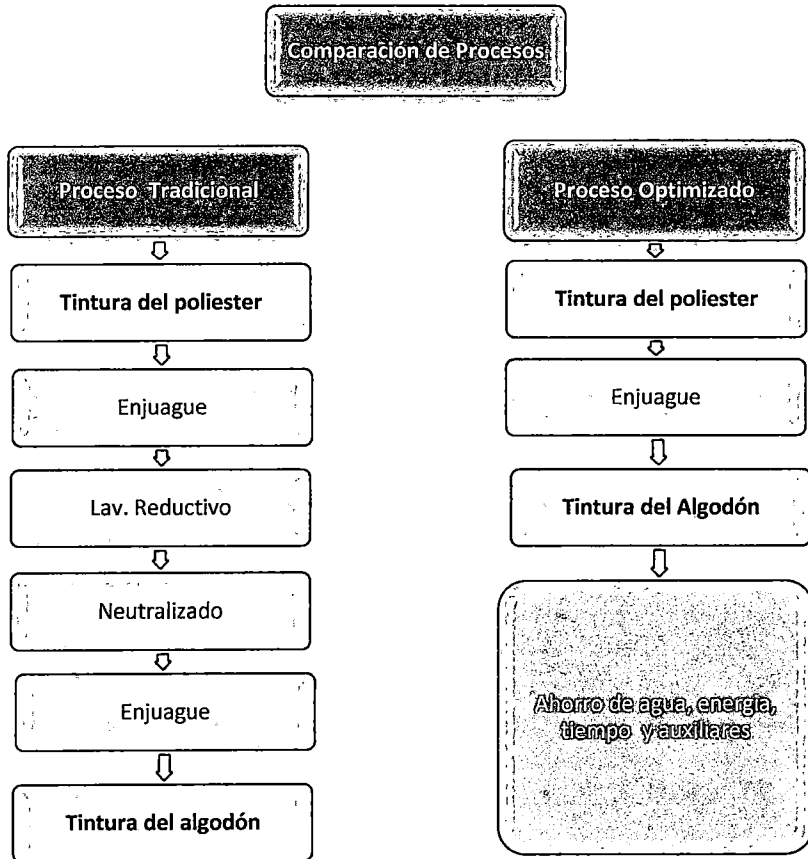 Comparación de Procesos
Proceso Tradicional
Tintura del poliester
Enjuague
Lav. Reductivo
Neutralizado
Enjuague
Tintura del algodón
Proceso Optimizado
Tintura del poliester
Enjuague
Tintura del Algodón
Ahorro de agua, energía,
tiempo y auxiliares